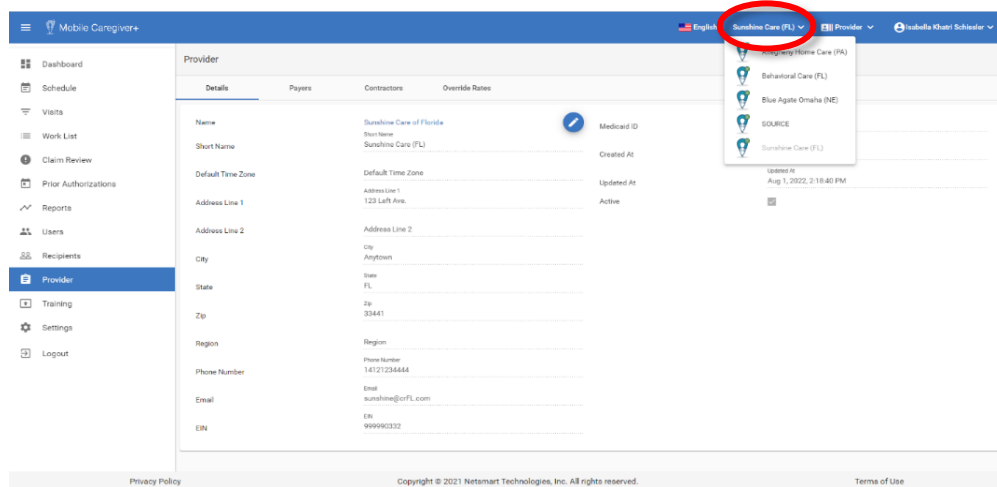 Mobile Caregiver+
English
Sunshine Care (FL)
Provider
Isabella Khatri Schissler
Allegheny Home Care (PA)
Behavioral Care (FL)
Blue Agate Omaha (NE)
SOURCE
Sunshine Care (FL)
Dashboard
Schedule
Visits
Work List
Claim Review
Prior Authorizations
Reports
Users
Recipients
Provider
Training
Settings
Logout
Provider
Details Payers Contractors Override Rates
Name Sunshine Care of Florida
Short Name
Short Name Sunshine Care (FL)
Default Time Zone Default Time Zone
Address Line 1
Address Line 1 123 Left Ave.
Address Line 2 Address Line 2
City
City Anytown
State
State FL
Zip
Zip 33441
Region Region
Phone Number
Phone Number 14121234444
Email
Email sunshine@crFL.com
EIN
EIN 999990332
Medicaid ID
Created At
Updated At
Updated At Aug 1, 2022, 2:18:40 PM
Active
Privacy Policy Copyright © 2021 Netsmart Technologies, Inc. All rights reserved. Terms of Use